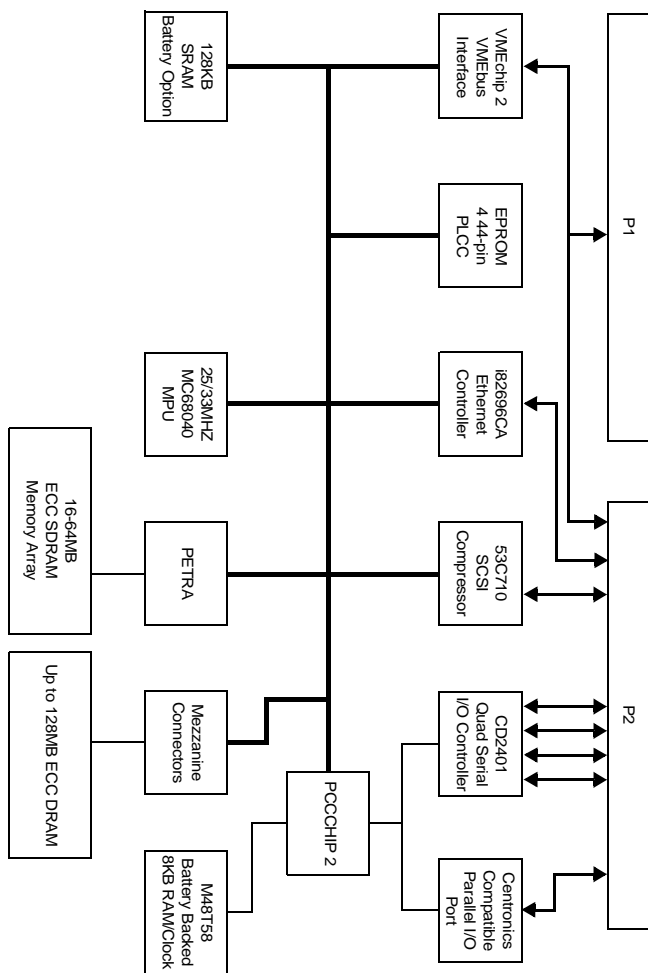 P1
P2
VMEchip 2
VMEbus
Interface
EPROM
4 44-pin
PLCC
i82696CA
Ethernet
Controller
53C710
SCSI
Compressor
CD2401
Quad Serial
I/O Controller
Centronics
Compatible
Parallel I/O
Port
PCCCHIP 2
128KB
SRAM
Battery Option
25/33MHZ
MC68040
MPU
PETRA
Mezzanine
Connectors
M48T58
Battery Backed
8KB RAM/Clock
16-64MB
ECC SDRAM
Memory Array
Up to 128MB ECC DRAM